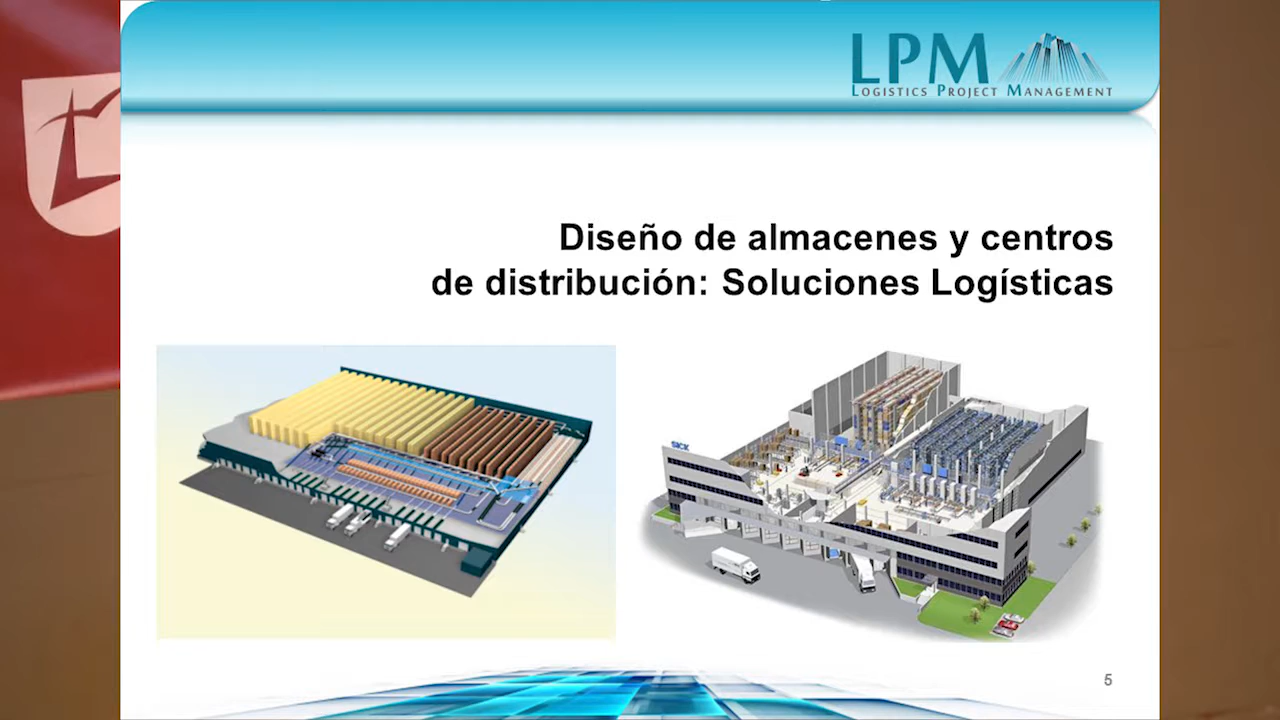 LPM
LOGISTICS PROJECT MANAGEMENT
Diseño de almacenes y centros
de distribución: Soluciones Logísticas
SICK
5